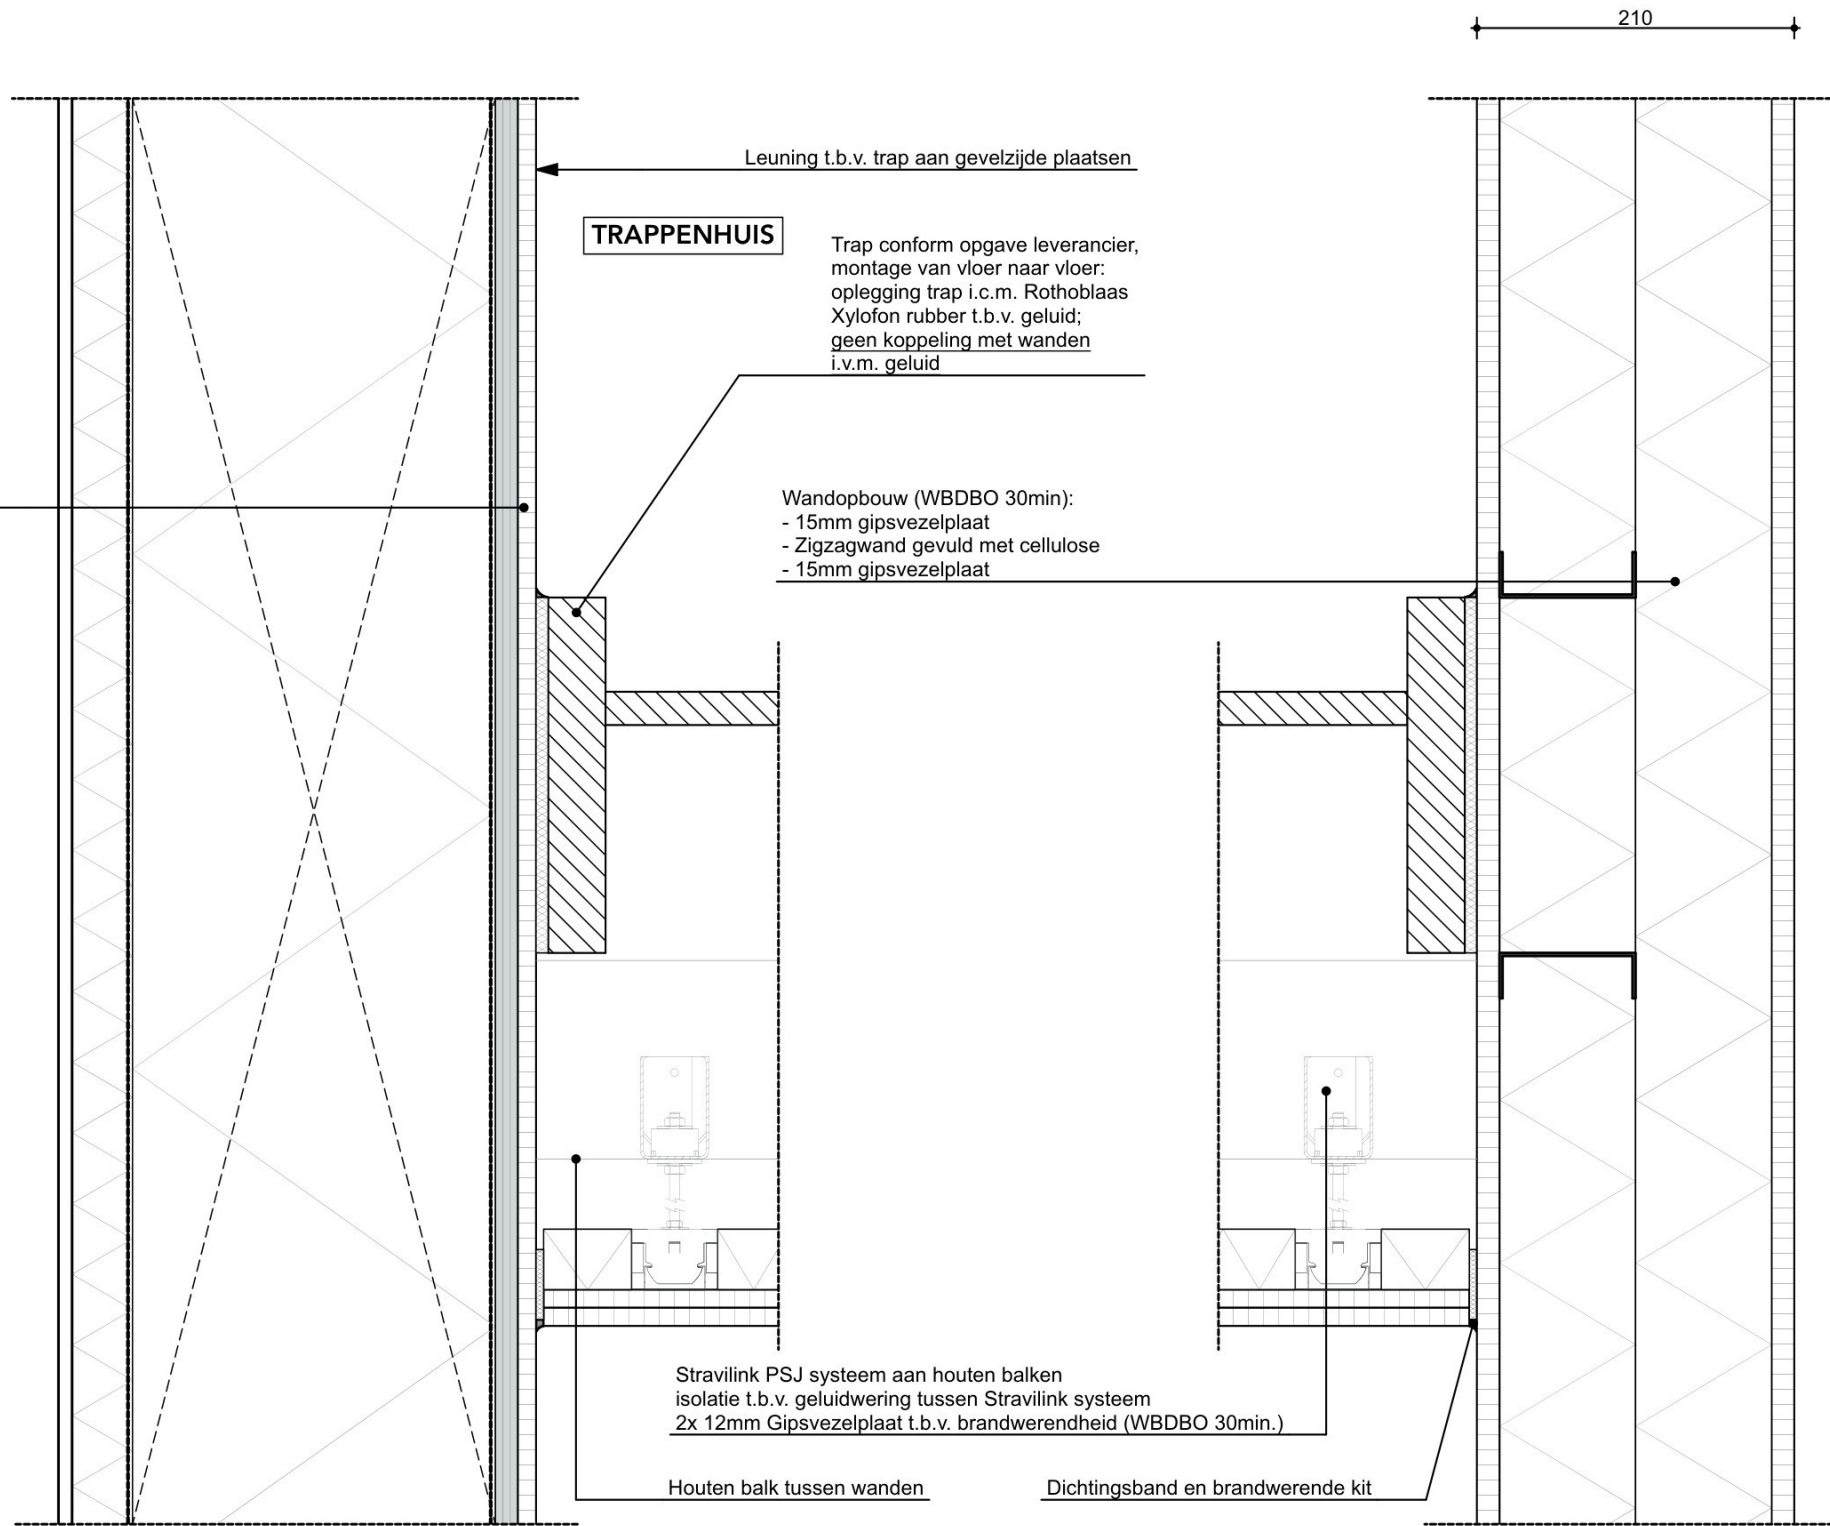 210
Leuning t.b.v. trap aan gevelzijde plaatsen
TRAPPENHUIS
Trap conform opgave leverancier,
montage van vloer naar vloer:
oplegging trap i.c.m. Rothoblaas
Xylofon rubber t.b.v. geluid;
geen koppeling met wanden
i.v.m. geluid
Wandopbouw (WBDBO 30min):
- 15mm gipsvezelplaat
- Zigzagwand gevuld met cellulose
- 15mm gipsvezelplaat
Stravilink PSJ systeem aan houten balken
isolatie t.b.v. geluidwering tussen Stravilink systeem
2x 12mm Gipsvezelplaat t.b.v. brandwerendheid (WBDBO 30min.)
Houten balk tussen wanden
Dichtingsband en brandwerende kit